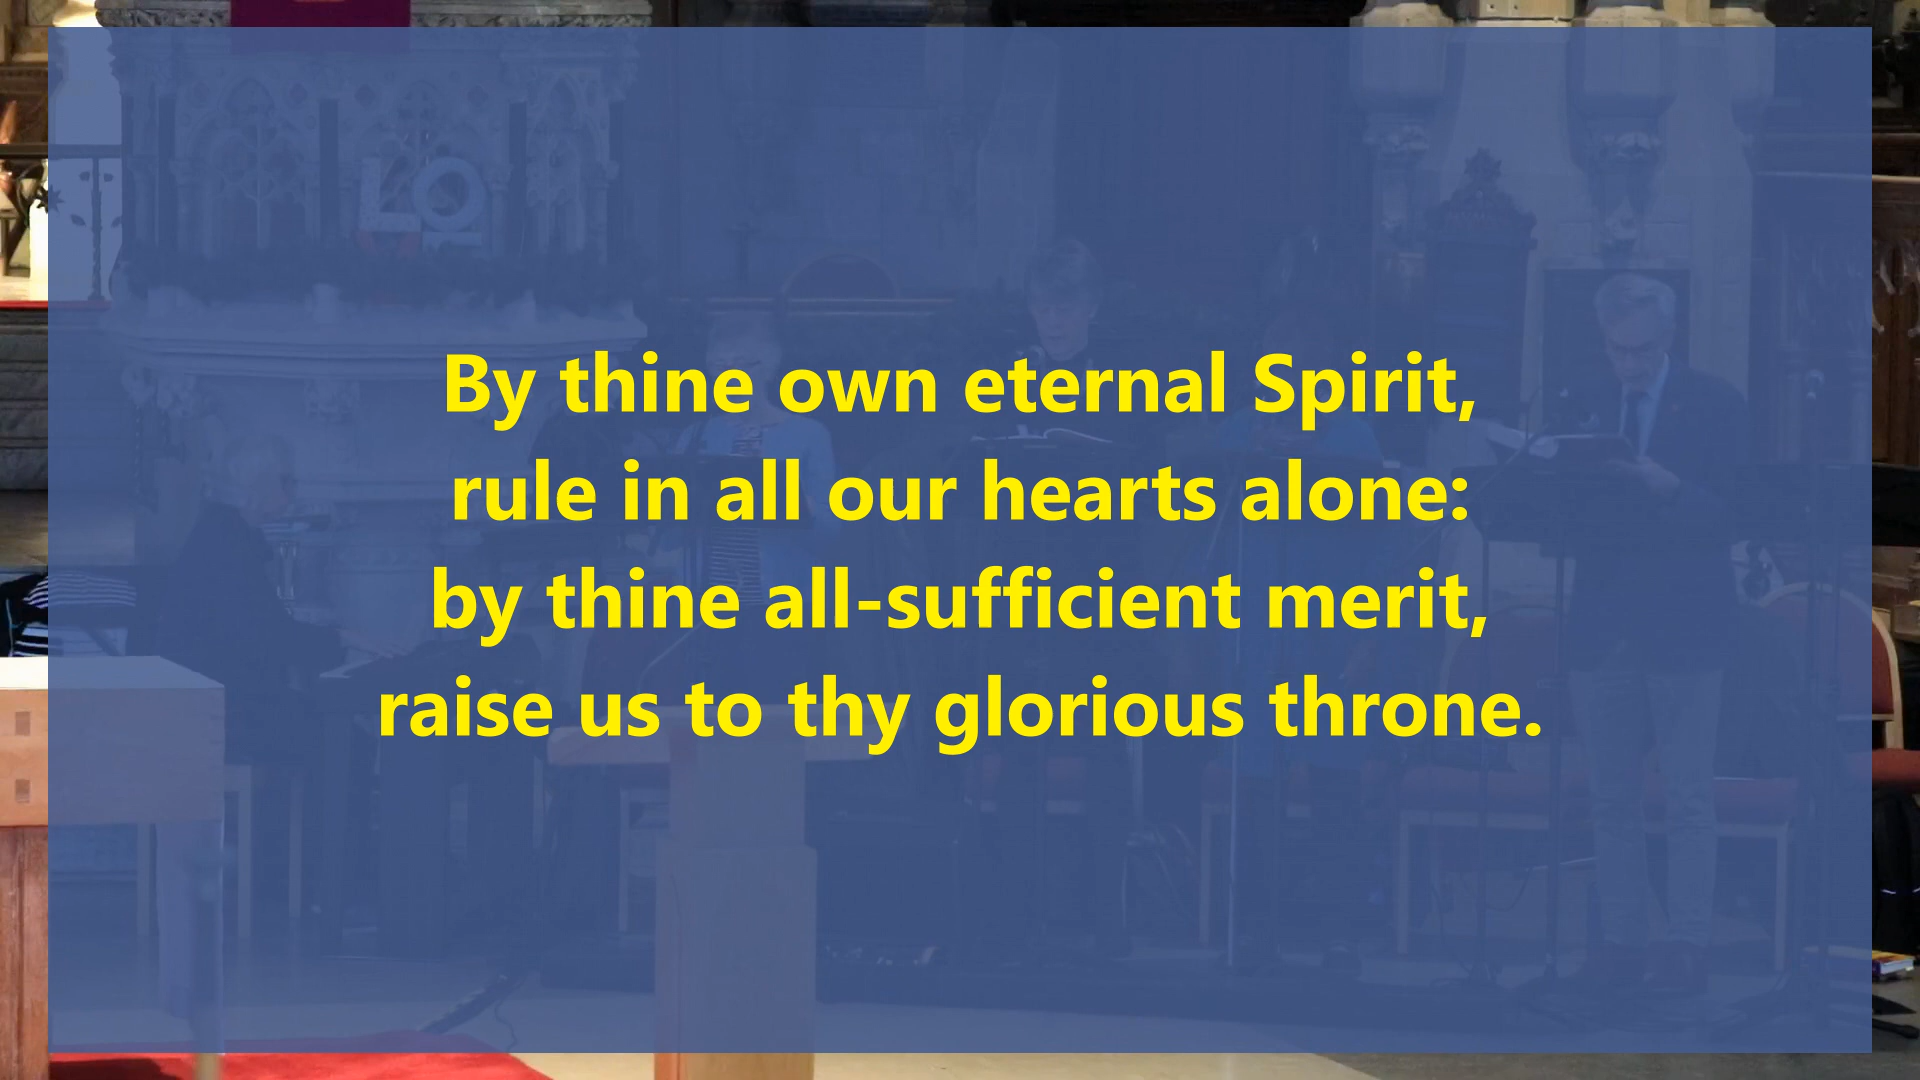 LO
By thine own eternal Spirit,
rule in all our hearts alone:
by thine all-sufficient merit,
raise us to thy glorious throne.